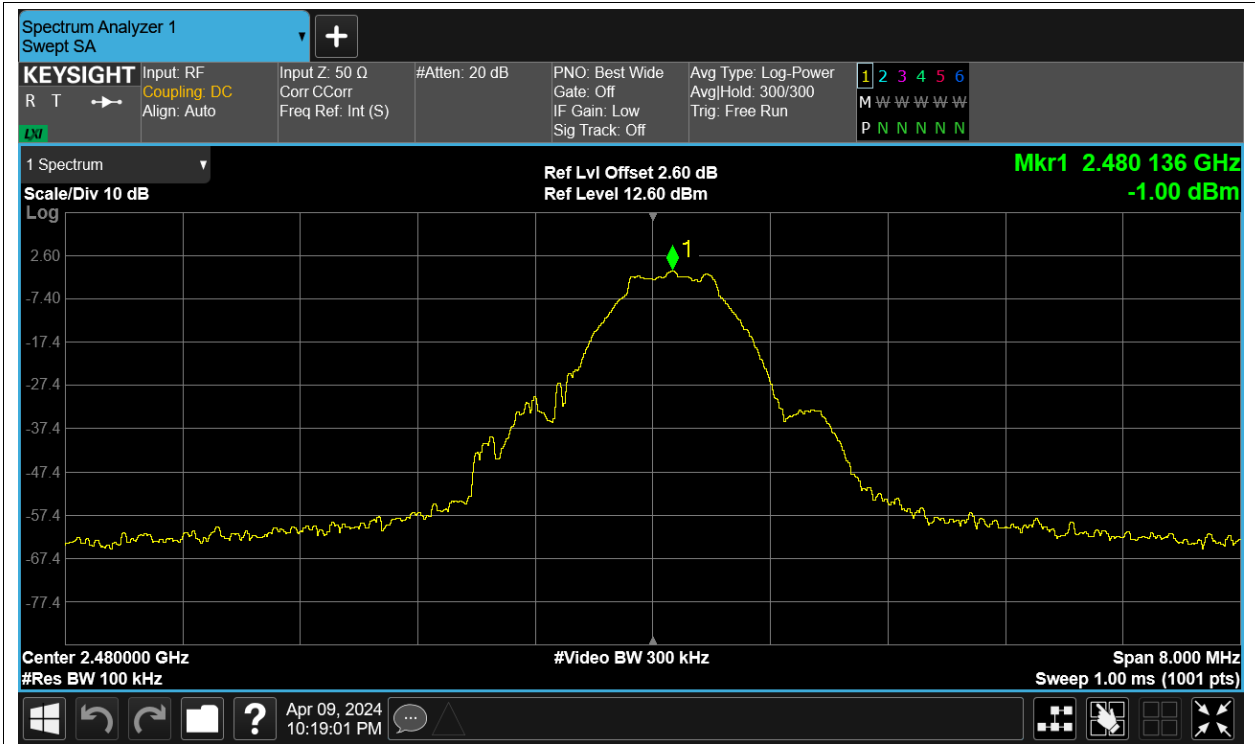 Spectrum Analyzer 1
Swept SA
KEYSIGHT
R T
LXI
Input: RF
Coupling: DC
Align: Auto
Input Z: 50 Ω
Corr CCorr
Freq Ref: Int (S)
#Atten: 20 dB
PNO: Best Wide
Gate: Off
IF Gain: Low
Sig Track: Off
Avg Type: Log-Power
Avg|Hold: 300/300
Trig: Free Run
1 2 3 4 5 6
M W W W W W
P N N N N N
1 Spectrum
Scale/Div 10 dB
Log
Ref Lvl Offset 2.60 dB
Ref Level 12.60 dBm
Mkr1 2.480 136 GHz
-1.00 dBm
1
2.60
-7.40
-17.4
-27.4
-37.4
-47.4
-57.4
-67.4
-77.4
Center 2.480000 GHz
#Res BW 100 kHz
#Video BW 300 kHz
Span 8.000 MHz
Sweep 1.00 ms (1001 pts)
?
Apr 09, 2024
10:19:01 PM